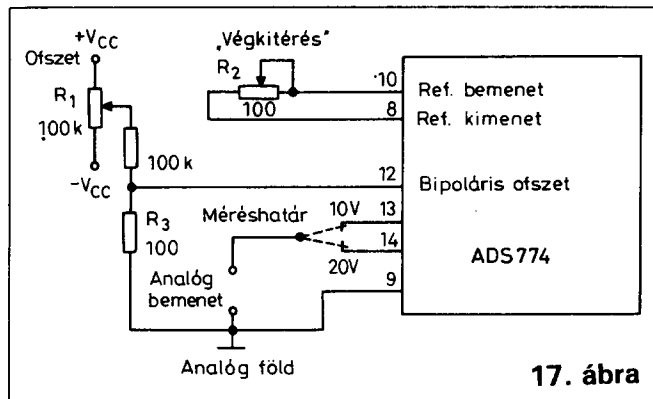 +VCC
Ofszet
R1
100k
100k
-VCC
R3
100
„Végkitérés"
R2
100
10
Ref. bemenet
8
Ref. kimenet
12
Bipoláris ofszet
Méréshatár
10V
13
14
20V
ADS774
Analóg
bemenet
9
Analóg föld
17. ábra